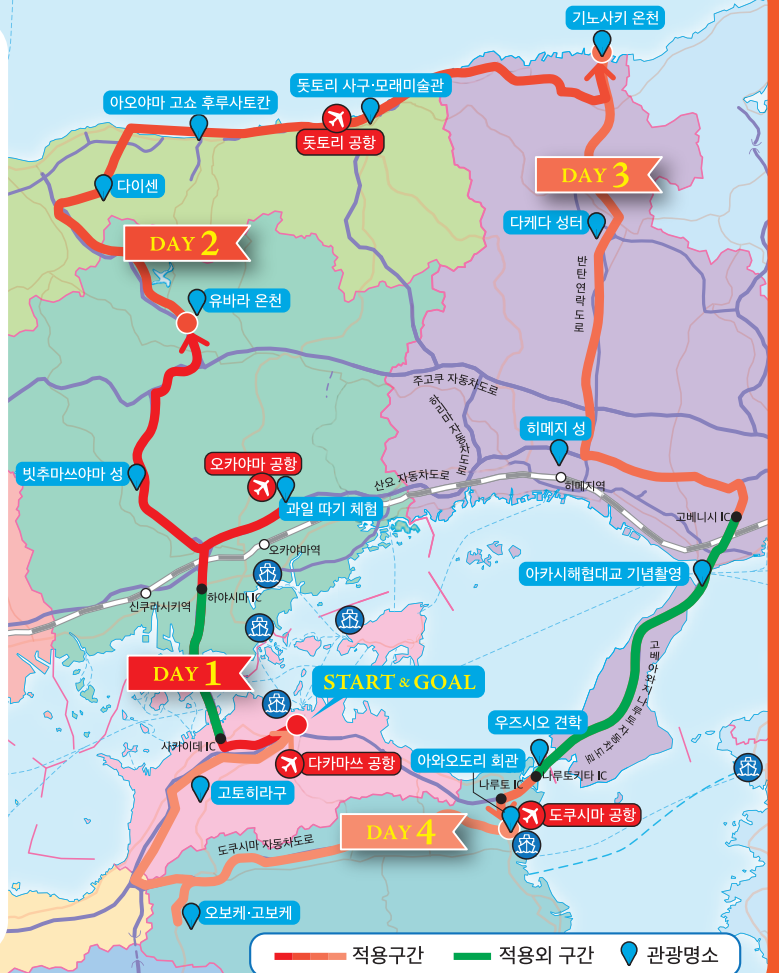 기노사키 온천
돗토리 사구·모래미술관
아오야마 고쇼 후루사토칸
돗토리 공항
DAY 3
다이센
다케다 성터
DAY 2
반탄연락도로
유바라 온천
주고쿠 자동차도로
하리마 자동차도로
히메지 성
오카야마 공항
빗추마쓰야마 성
산요 자동차도로
히메지역
과일 따기 체험
고베니시 IC
오카야마역
아카시해협대교 기념촬영
하야시마 IC
신쿠라시키역
고베 아와지 나루토 자동차도로
DAY 1
START & GOAL
우즈시오 견학
사카이데 IC
아와오도리 회관
다카마쓰 공항
나루토키타 IC
나루토 IC
고토히라구
도쿠시마 공항
DAY 4
도쿠시마 자동차도로
오보케·고보케
적용구간
적용외 구간
관광명소